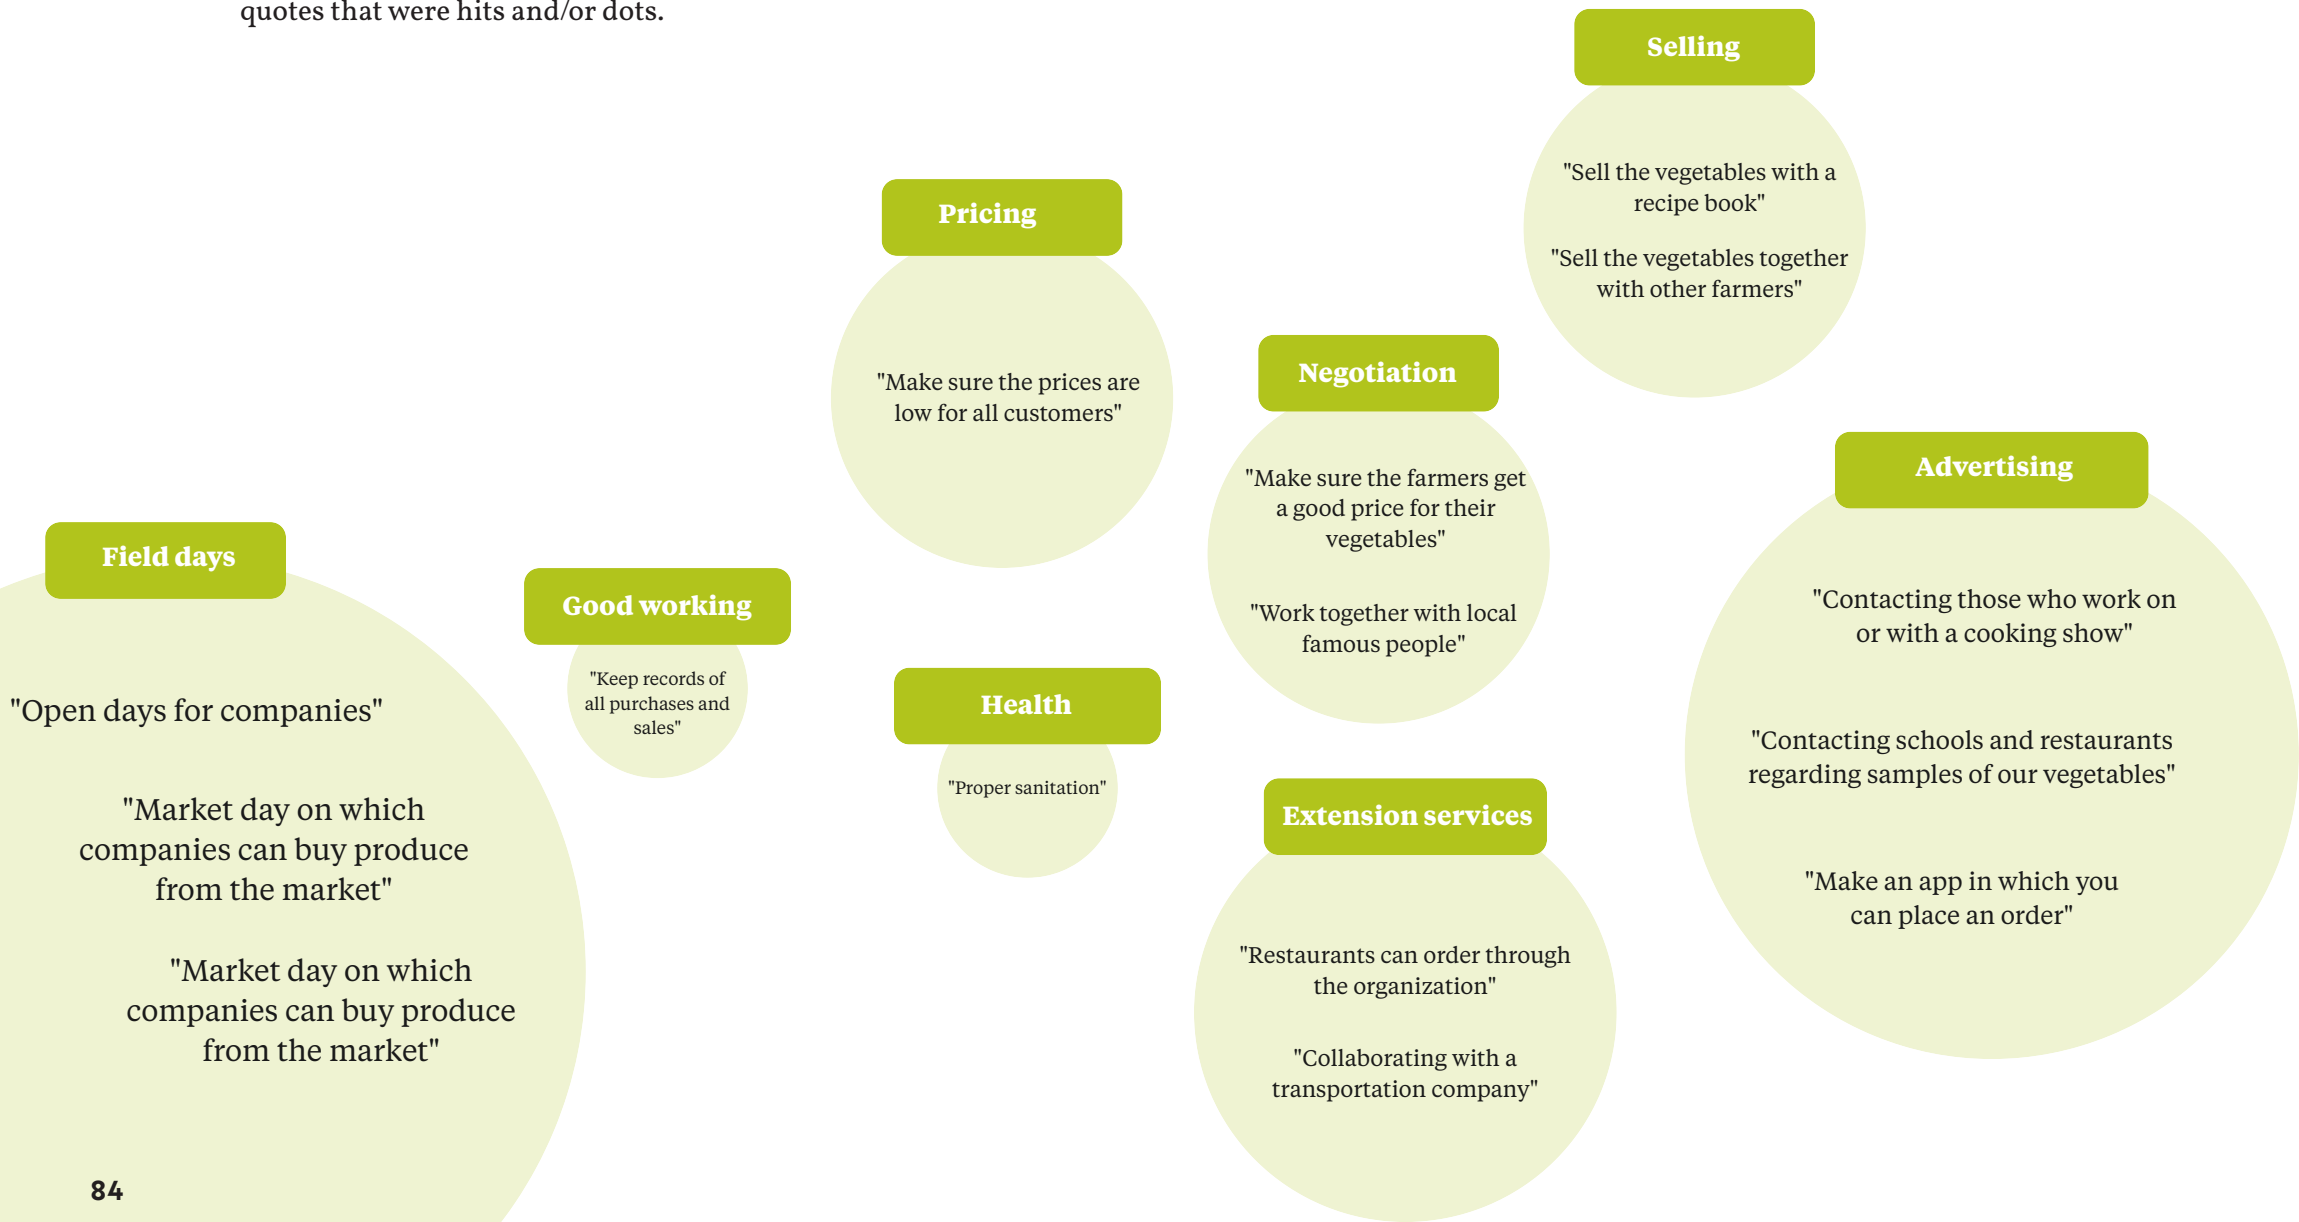 quotes that were hits and/or dots.
Selling
"Sell the vegetables with a
recipe book"
"Sell the vegetables together
with other farmers"
Pricing
"Make sure the prices are
low for all customers"
Negotiation
"Make sure the farmers get
a good price for their
vegetables"
"Work together with local
famous people"
Advertising
"Contacting those who work on
or with a cooking show"
"Contacting schools and restaurants
regarding samples of our vegetables"
"Make an app in which you
can place an order"
Field days
"Open days for companies"
"Market day on which
companies can buy produce
from the market"
"Market day on which
companies can buy produce
from the market"
Good working
"Keep records of
all purchases and
sales"
Health
"Proper sanitation"
Extension services
"Restaurants can order through
the organization"
"Collaborating with a
transportation company"
84